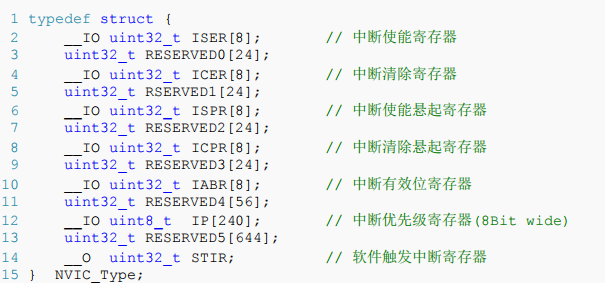 1 typedef struct {
2 __IO uint32_t ISER[8]; // 中断使能寄存器
3 uint32_t RESERVED0[24];
4 __IO uint32_t ICER[8]; // 中断清除寄存器
5 uint32_t RSERVED1[24];
6 __IO uint32_t ISPR[8]; // 中断使能悬起寄存器
7 uint32_t RESERVED2[24];
8 __IO uint32_t ICPR[8]; // 中断清除悬起寄存器
9 uint32_t RESERVED3[24];
10 __IO uint32_t IABR[8]; // 中断有效位寄存器
11 uint32_t RESERVED4[56];
12 __IO uint8_t IP[240]; // 中断优先级寄存器(8Bit wide)
13 uint32_t RESERVED5[644];
14 __O uint32_t STIR; // 软件触发中断寄存器
15 } NVIC_Type;